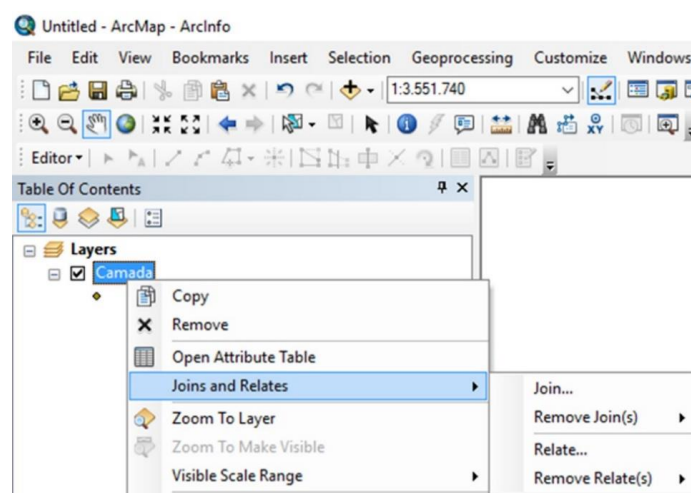 Untitled - ArcMap - ArcInfo
File Edit View Bookmarks Insert Selection Geoprocessing Customize Windows
1:3.551.740
Editor
Table Of Contents
Layers
Camada
Copy
Remove
Open Attribute Table
Joins and Relates
Join...
Zoom To Layer
Remove Join(s)
Zoom To Make Visible
Relate...
Visible Scale Range
Remove Relate(s)